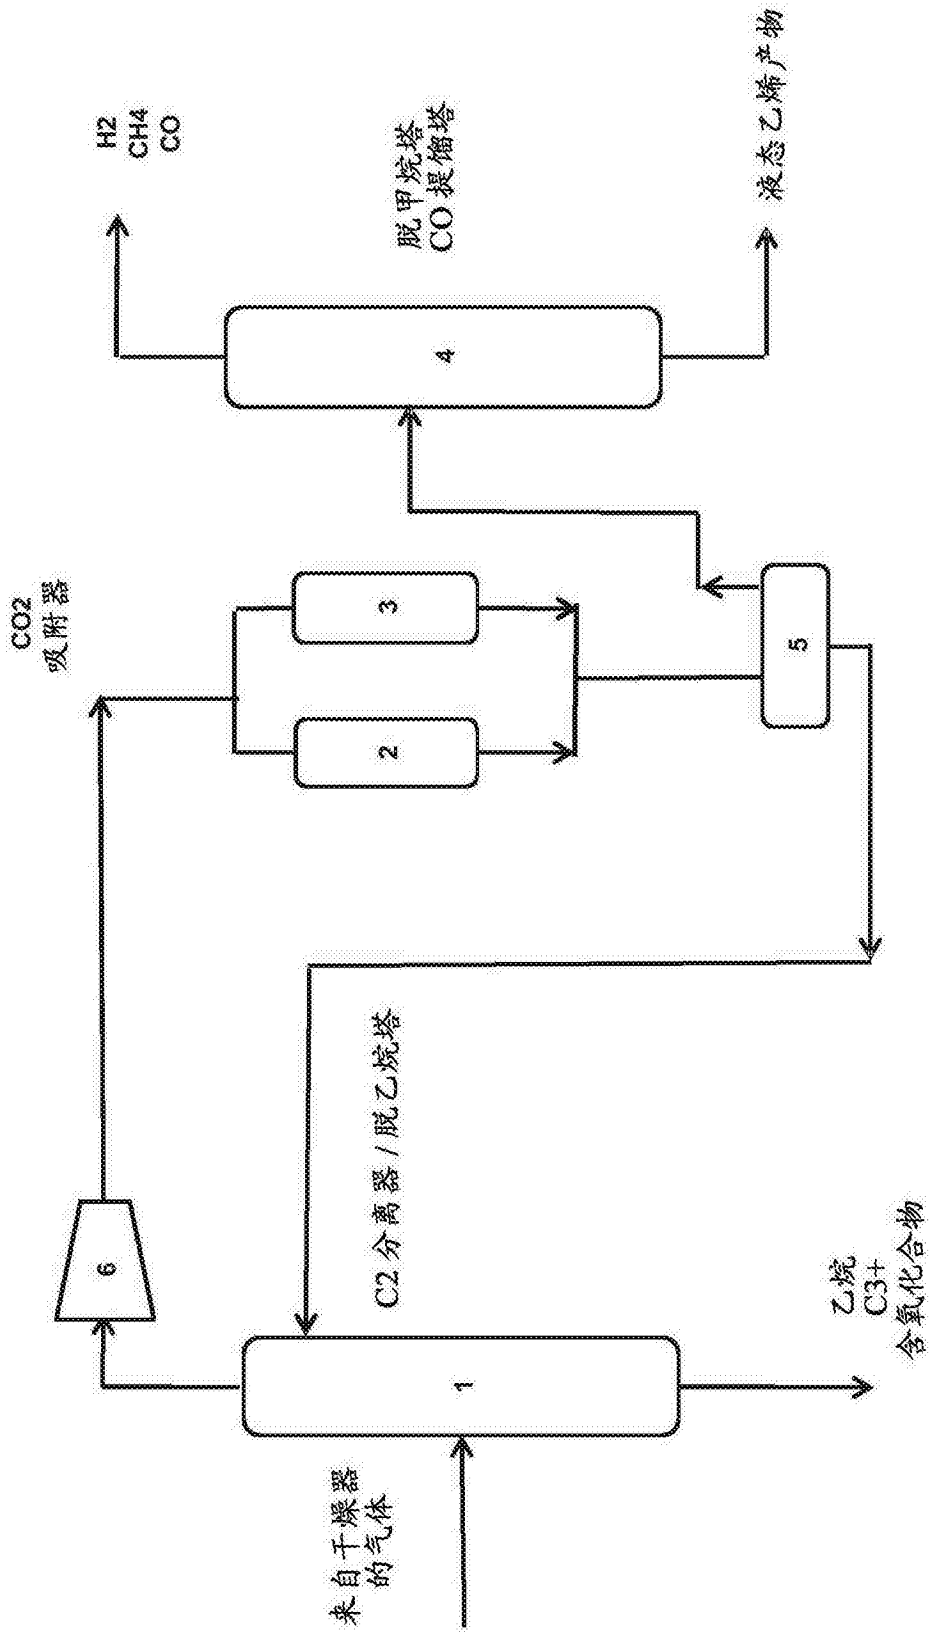 来自干燥器
的气体
1
C2分离器 / 脱乙烷塔
乙烷
C3+
含氧化合物
6
CO2
吸附器
2
3
5
4
脱甲烷塔
CO提馏塔
H2
CH4
CO
液态乙烯产物